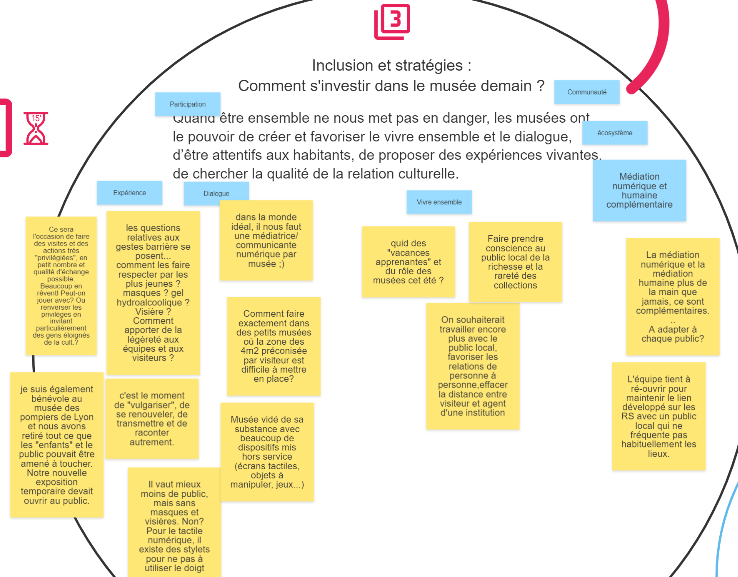 3
Inclusion et stratégies :
Comment s'investir dans le musée demain ?
Communauté
Participation
15'
Quand être ensemble ne nous met pas en danger, les musées ont
écosystème
le pouvoir de créer et favoriser le vivre ensemble et le dialogue,
d'être attentifs aux habitants, de proposer des expériences vivantes,
de chercher la qualité de la relation culturelle.
Médiation
numérique et
humaine
complémentaire
Expérience
Dialogue
Vivre ensemble
Ce sera
l'occasion de faire
des visites et des
actions très
"privilégiées", en
petit nombre et
qualité d'échange
possible.
Beaucoup en
rêvent! Peut-on
jouer avec? Ou
renverser les
privilèges en
invitant
particulièrement
des gens éloignés
de la cult.?
les questions
relatives aux
gestes barrière se
posent...
comment les faire
respecter par les
plus jeunes ?
masques ? gel
hydroalcoolique ?
Visière ?
Comment
apporter de la
légèreté aux
équipes et aux
visiteurs ?
dans la monde
idéal, il nous faut
une médiatrice/
communicante
numérique par
musée ;)
quid des
"vacances
apprenantes" et
du rôle des
musées cet été ?
Faire prendre
conscience au
public local de la
richesse et la
rareté des
collections
La médiation
numérique et la
médiation
humaine plus de
la main que
jamais, ce sont
complémentaires.
.
A adapter à
chaque public?
Comment faire
exactement dans
des petits musées
où la zone des
4m2 préconisée
par visiteur est
difficile à mettre
en place?
On souhaiterait
travailler encore
plus avec le
public local,
favoriser les
relations de
personne à
personne,effacer
la distance entre
visiteur et agent
d'une institution
L'équipe tient à
ré-ouvrir pour
maintenir le lien
développé sur les
RS avec un public
local qui ne
fréquente pas
habituellement les
lieux.
je suis également
bénévole au
musée des
pompiers de Lyon
et nous avons
retiré tout ce que
les "enfants" et le
public pouvait être
amené à toucher.
Notre nouvelle
exposition
temporaire devait
ouvrir au public.
c'est le moment
de "vulgariser", de
se renouveler, de
transmettre et de
raconter
autrement.
Musée vidé de sa
substance avec
beaucoup de
dispositifs mis
hors service
(écrans tactiles,
objets à
manipuler, jeux...)
Il vaut mieux
moins de public,
mais sans
masques et
visières. Non?
Pour le tactile
numérique, il
existe des stylets
pour ne pas à
utiliser le doigt